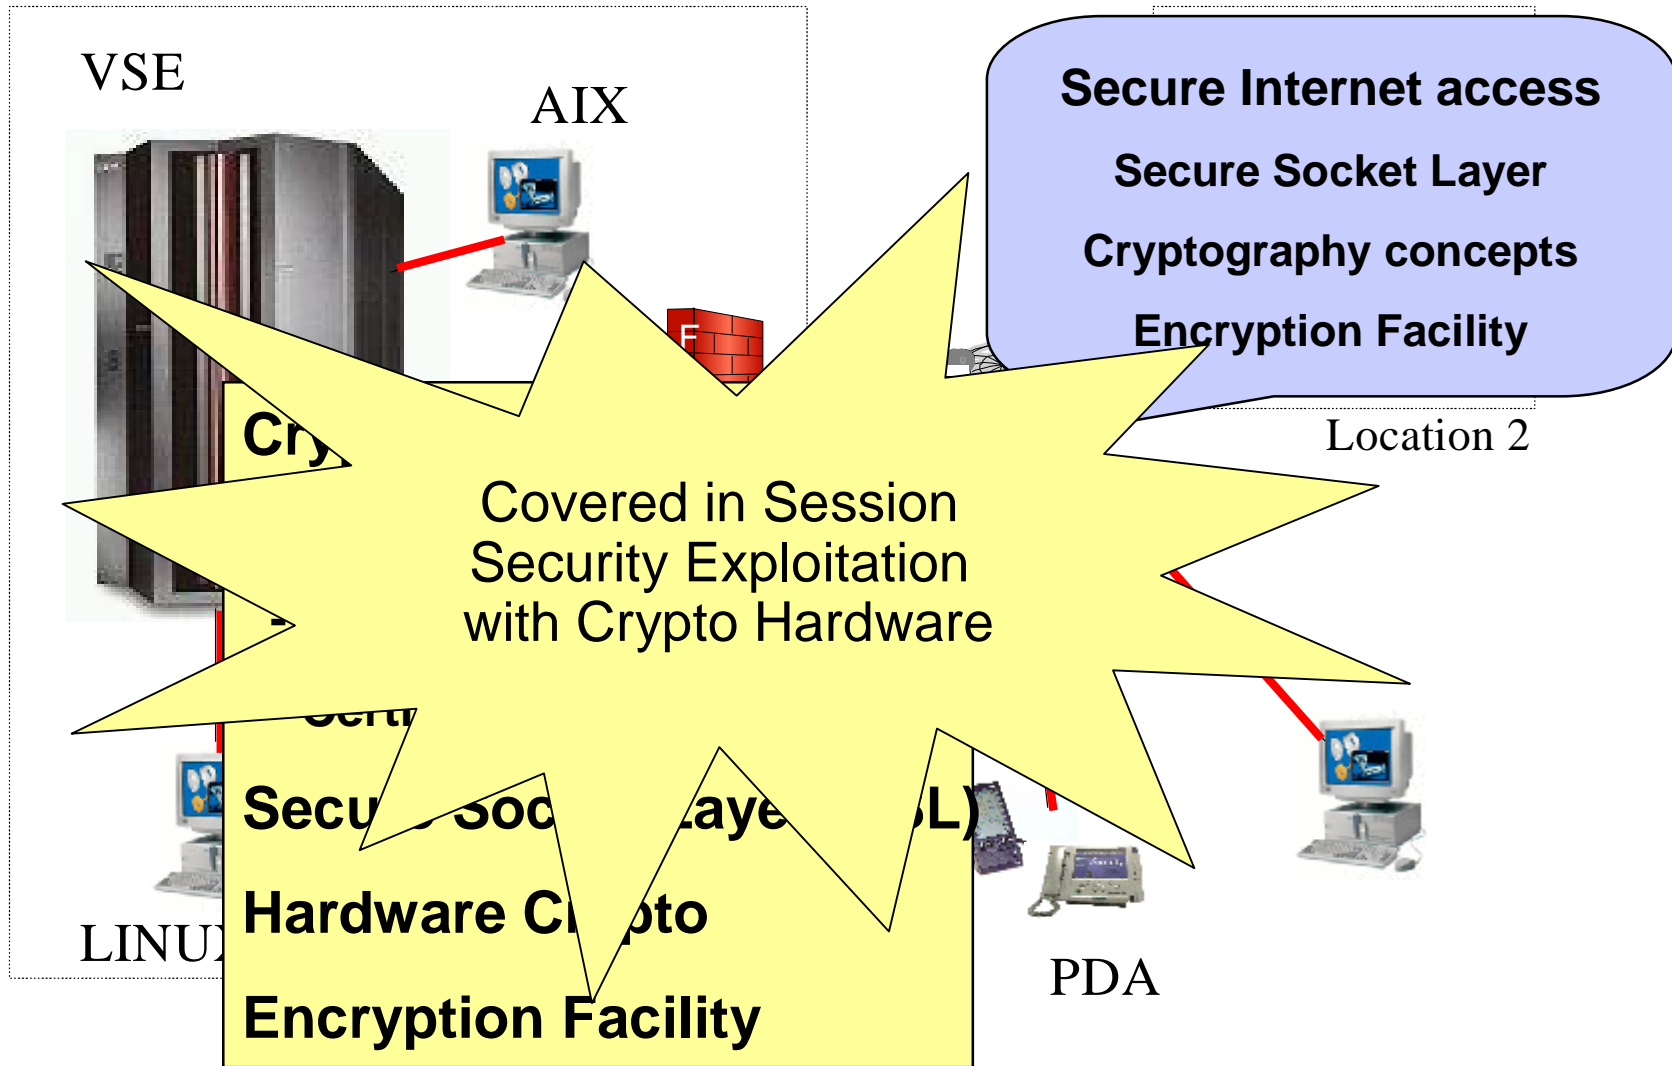 VSE
AIX
Secure Internet access
Secure Socket Layer
Cryptography concepts
Encryption Facility
F
Location 2
Covered in Session
Security Exploitation
with Crypto Hardware
Hardware
Encryption Facility
PDA